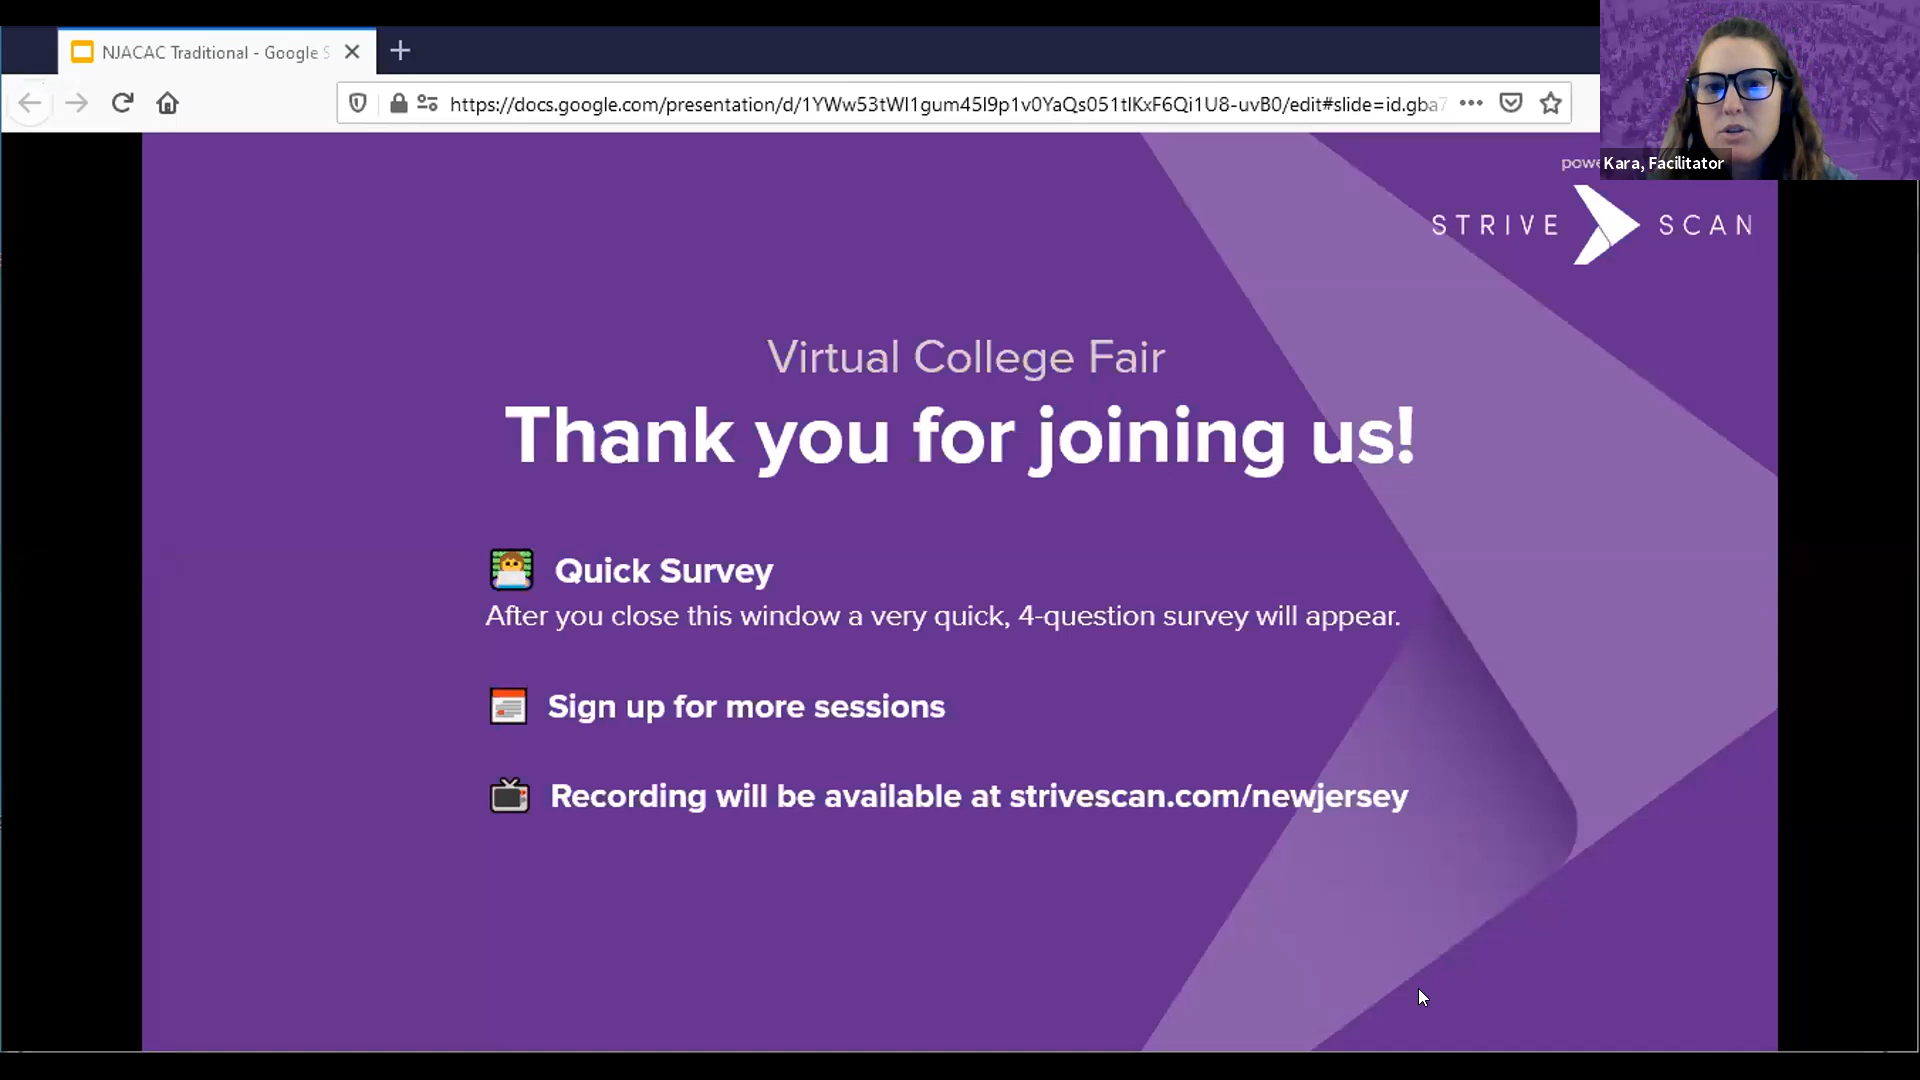 NJACAC Traditional - Google S
https://docs.google.com/presentation/d/1YWw53tWl1gum45l9p1v0YaQs051tlKxF6Qi1U8-uvB0/edit#slide=id.gba7
Kara, Facilitator
STRIVE SCAN
Virtual College Fair
Thank you for joining us!
Quick Survey
After you close this window a very quick, 4-question survey will appear.
Sign up for more sessions
Recording will be available at strivescan.com/newjersey